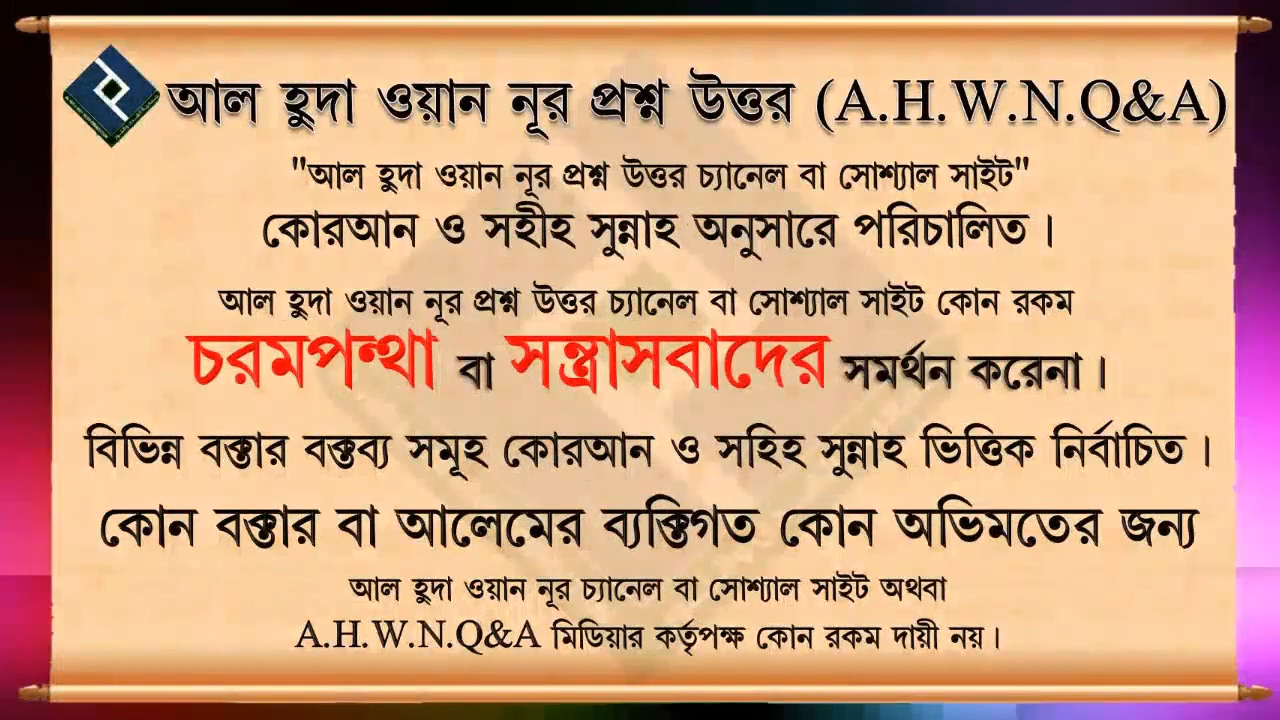 আল হুদা ওয়ান নূর প্রশ্ন উত্তর (A.H.W.N.Q&A)
"আল হুদা ওয়ান নূর প্রশ্ন উত্তর চ্যানেল বা সোশ্যাল সাইট"
কোরআন ও সহীহ সুন্নাহ অনুসারে পরিচালিত।
আল হুদা ওয়ান নূর প্রশ্ন উত্তর চ্যানেল বা সোশ্যাল সাইট কোন রকম
চরমপন্থা বা সন্ত্রাসবাদের সমর্থন করেনা।
বিভিন্ন বক্তার বক্তব্য সমূহ কোরআন ও সহিহ সুন্নাহ ভিত্তিক নির্বাচিত।
কোন বক্তার বা আলেমের ব্যক্তিগত কোন অভিমতের জন্য
আল হুদা ওয়ান নূর চ্যানেল বা সোশ্যাল সাইট অথবা
A.H.W.N.Q&A মিডিয়ার কর্তৃপক্ষ কোন রকম দায়ী নয়।